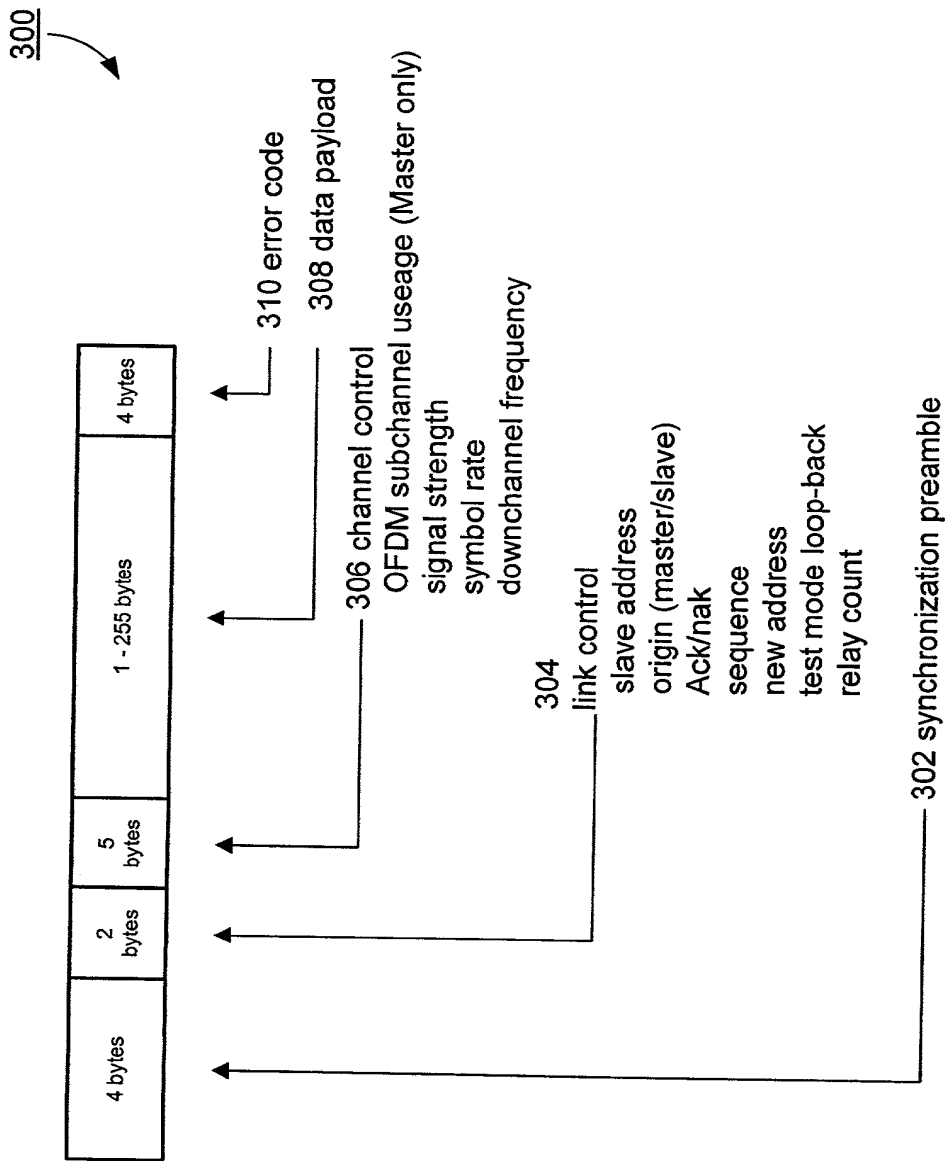 300
4 bytes
2
bytes
5
bytes
1 - 255 bytes
4 bytes
310 error code
308 data payload
306 channel control
OFDM subchannel useage (Master only)
signal strength
symbol rate
downchannel frequency
304
link control
slave address
origin (master/slave)
Ack/nak
sequence
new address
test mode loop-back
relay count
302 synchronization preamble